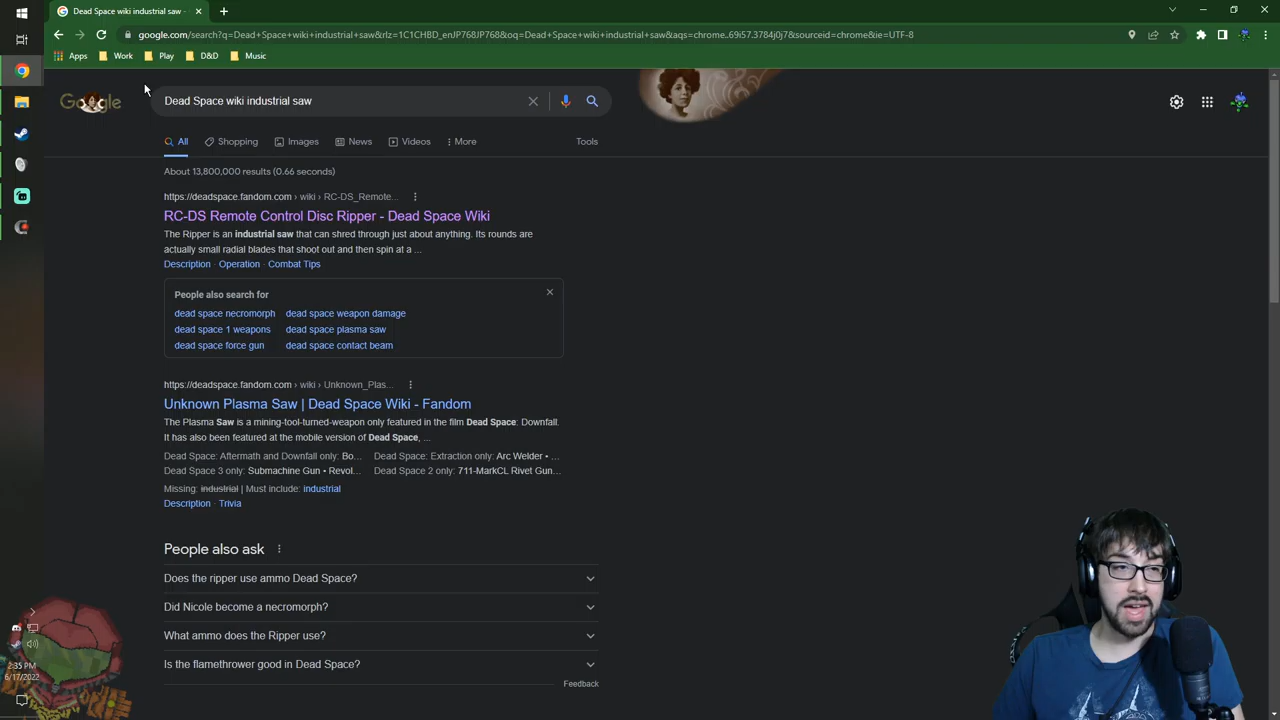 Dead Space wiki industrial saw -
google.com/search?q=Dead+Space+wiki+industrial+saw&rlz=1C1CHBD_enJP768JP768&oq=Dead+Space+wiki+industrial+saw&aqs=chrome..69i57.3784j0j7&sourceid=chrome&ie=UTF-8
Apps Work Play D&D Music
Google
Dead Space wiki industrial saw
All Shopping Images News Videos More Tools
About 13,800,000 results (0.66 seconds)
https://deadspace.fandom.com › wiki › RC-DS_Remote...
RC-DS Remote Control Disc Ripper - Dead Space Wiki
The Ripper is an industrial saw that can shred through just about anything. Its rounds are
actually small radial blades that shoot out and then spin at a ...
Description · Operation · Combat Tips
People also search for
dead space necromorph dead space weapon damage
dead space 1 weapons dead space plasma saw
dead space force gun dead space contact beam
https://deadspace.fandom.com › wiki › Unknown_Plas...
Unknown Plasma Saw | Dead Space Wiki - Fandom
The Plasma Saw is a mining-tool-turned-weapon only featured in the film Dead Space: Downfall.
It has also been featured at the mobile version of Dead Space, ...
Dead Space: Aftermath and Downfall only: Bo... Dead Space: Extraction only: Arc Welder • ...
Dead Space 3 only: Submachine Gun • Revol... Dead Space 2 only: 711-MarkCL Rivet Gun...
Missing: industrial | Must include: industrial
Description · Trivia
People also ask
Does the ripper use ammo Dead Space?
Did Nicole become a necromorph?
What ammo does the Ripper use?
Is the flamethrower good in Dead Space?
Feedback
2:35 PM
6/17/2022